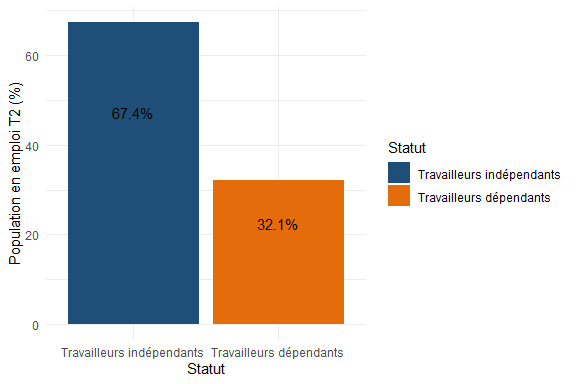 Population en emploi T2 (%)
60
40
20
0
67.4%
32.1%
Travailleurs indépendants
Travailleurs dépendants
Statut
Statut
Travailleurs indépendants
Travailleurs dépendants